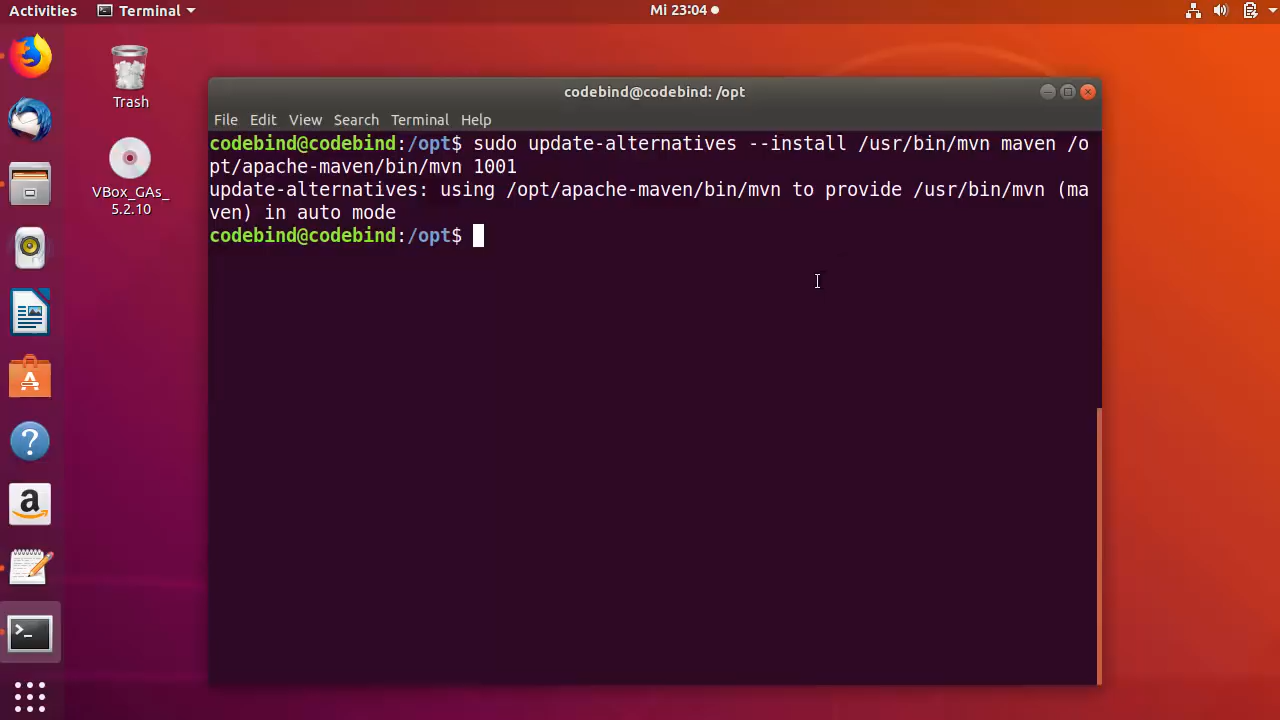 Activities Terminal Mi 23:04
Trash
VBox_GAs_
5.2.10
codebind@codebind: /opt
File Edit View Search Terminal Help
codebind@codebind:/opt$ sudo update-alternatives --install /usr/bin/mvn maven /o
pt/apache-maven/bin/mvn 1001
update-alternatives: using /opt/apache-maven/bin/mvn to provide /usr/bin/mvn (ma
ven) in auto mode
codebind@codebind:/opt$